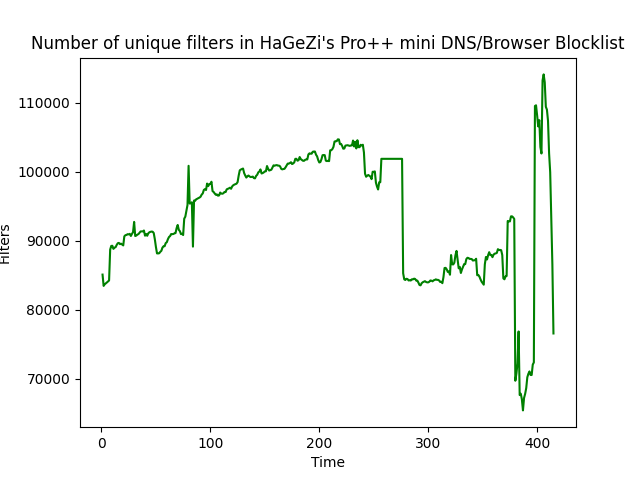 Number of unique filters in HaGeZi's Pro++ mini DNS/Browser Blocklist
110000
100000
90000
80000
70000
Filters
0 100 200 300 400
Time